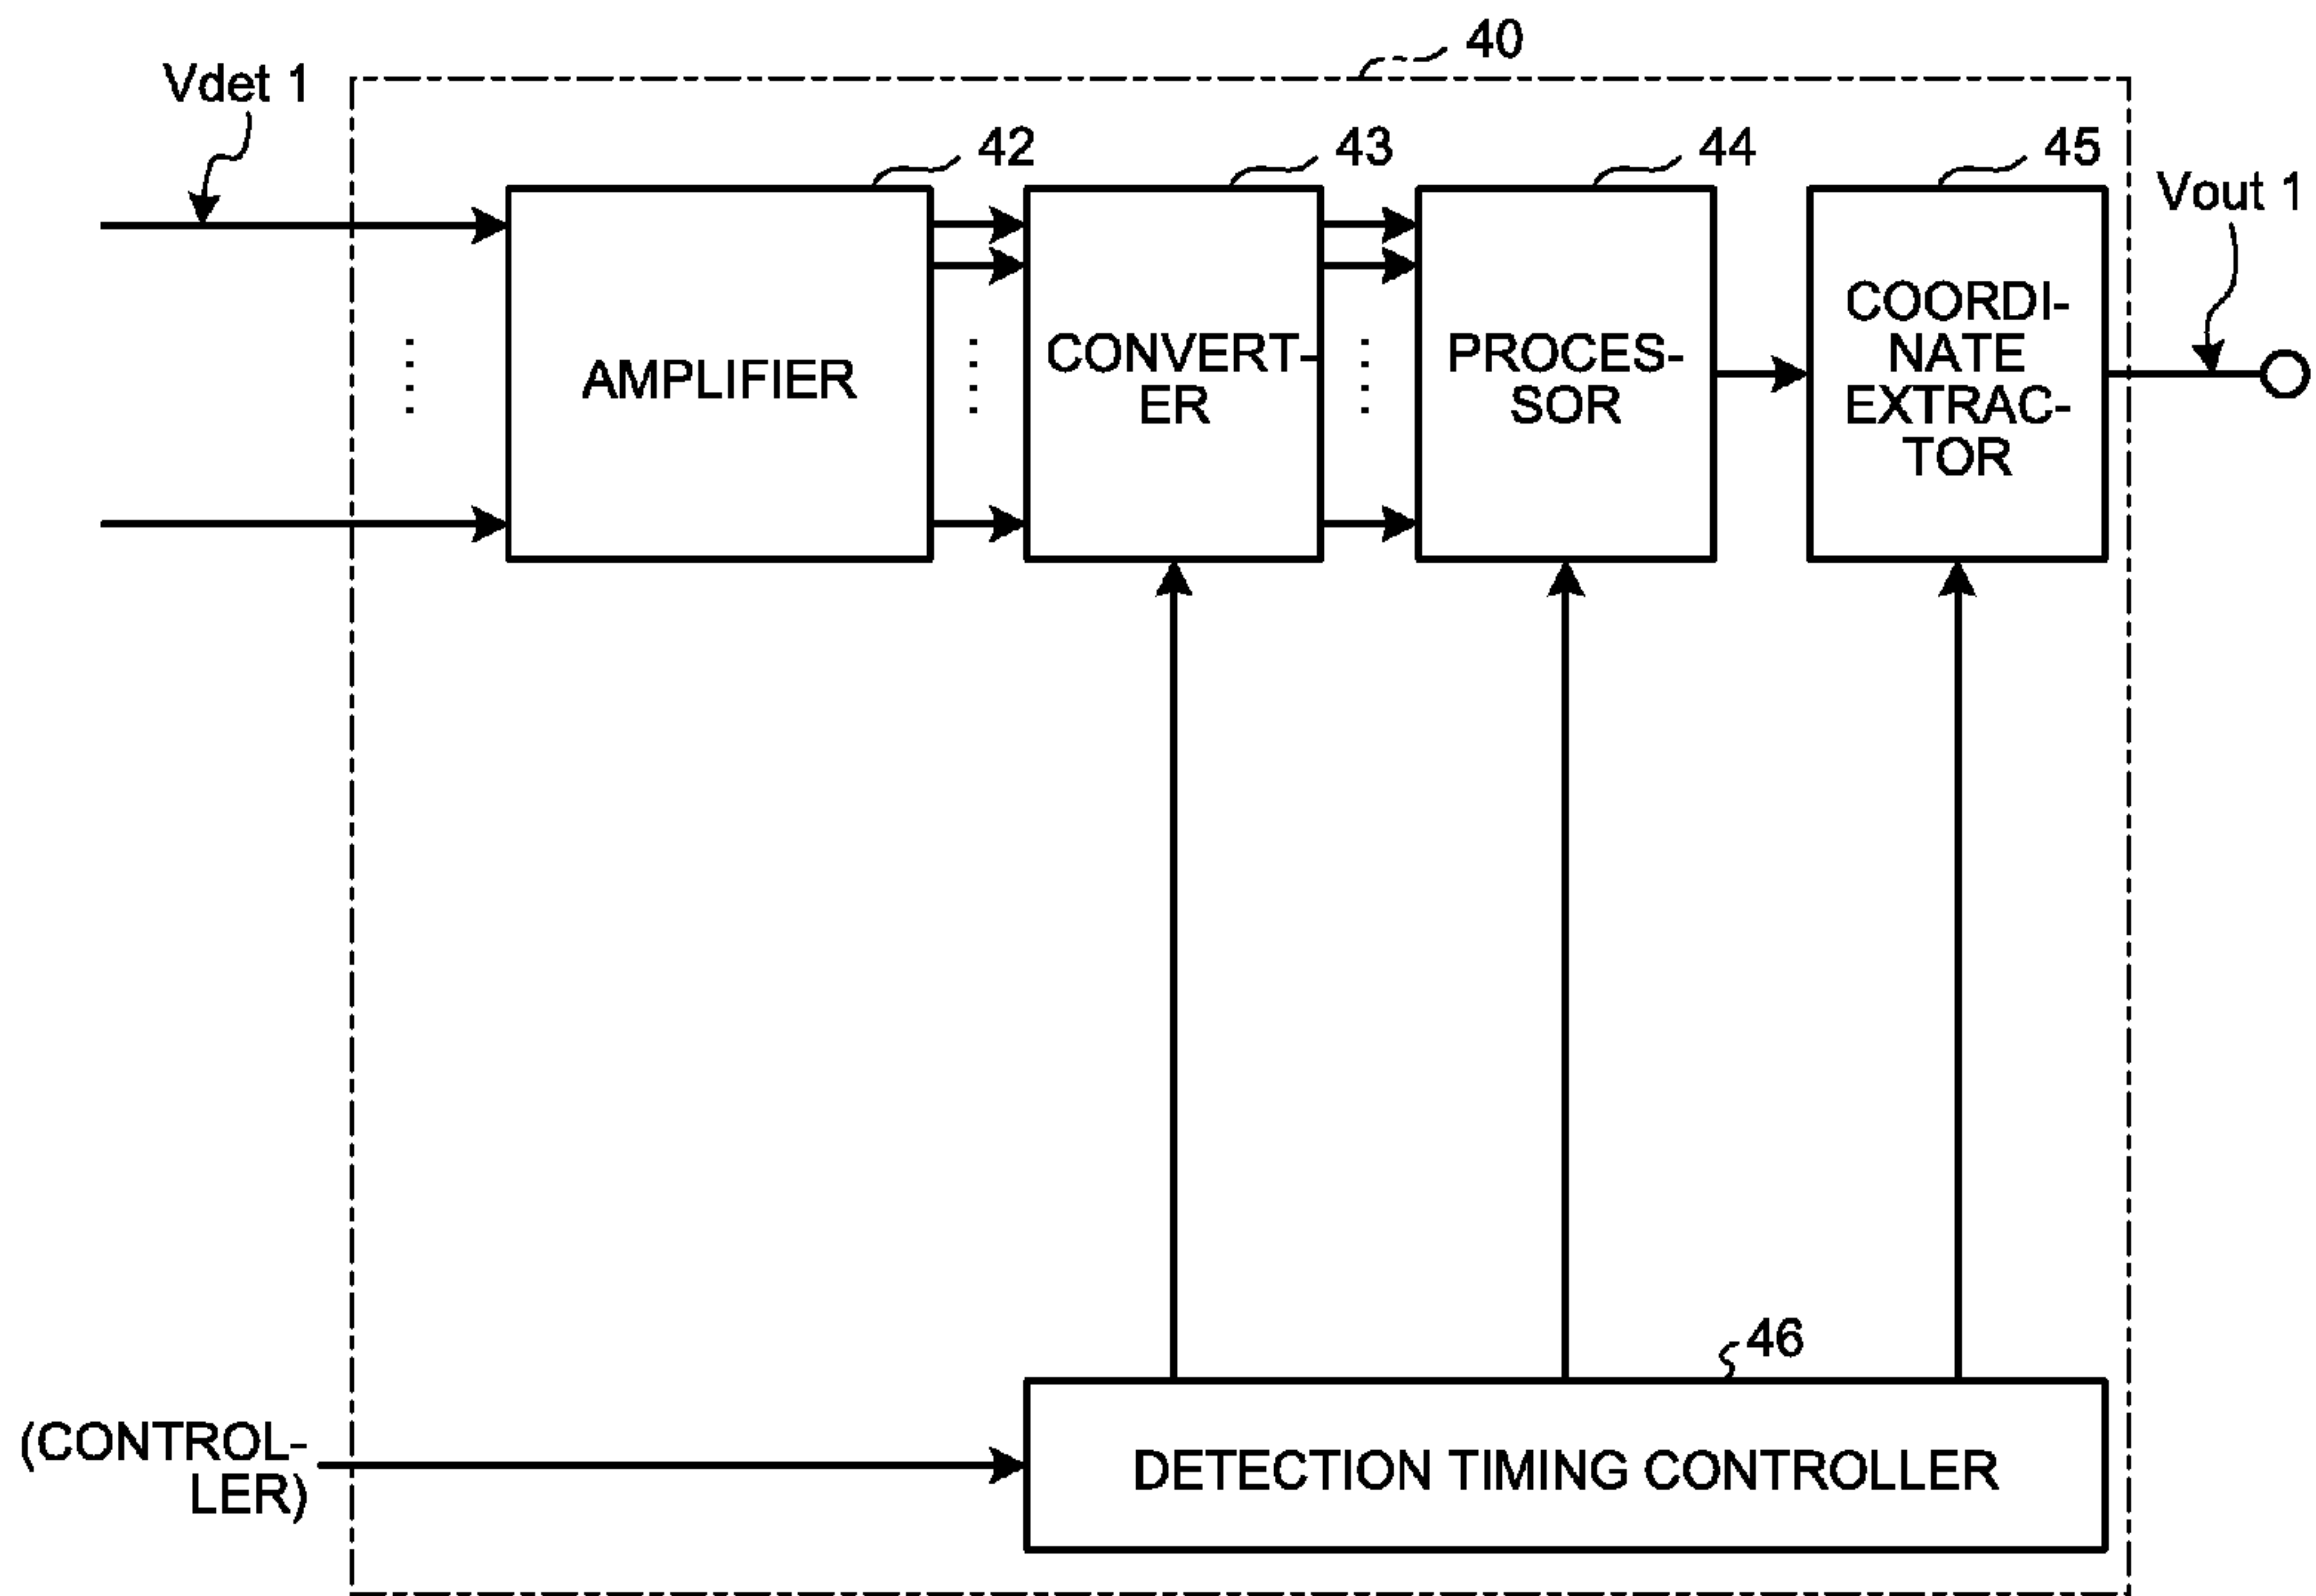 40
Vdet 1
42
43
44
45
Vout 1
AMPLIFIER
CONVERT-
ER
PROCES-
SOR
COORDI-
NATE
EXTRAC-
TOR
46
(CONTROL-
LER)
DETECTION TIMING CONTROLLER